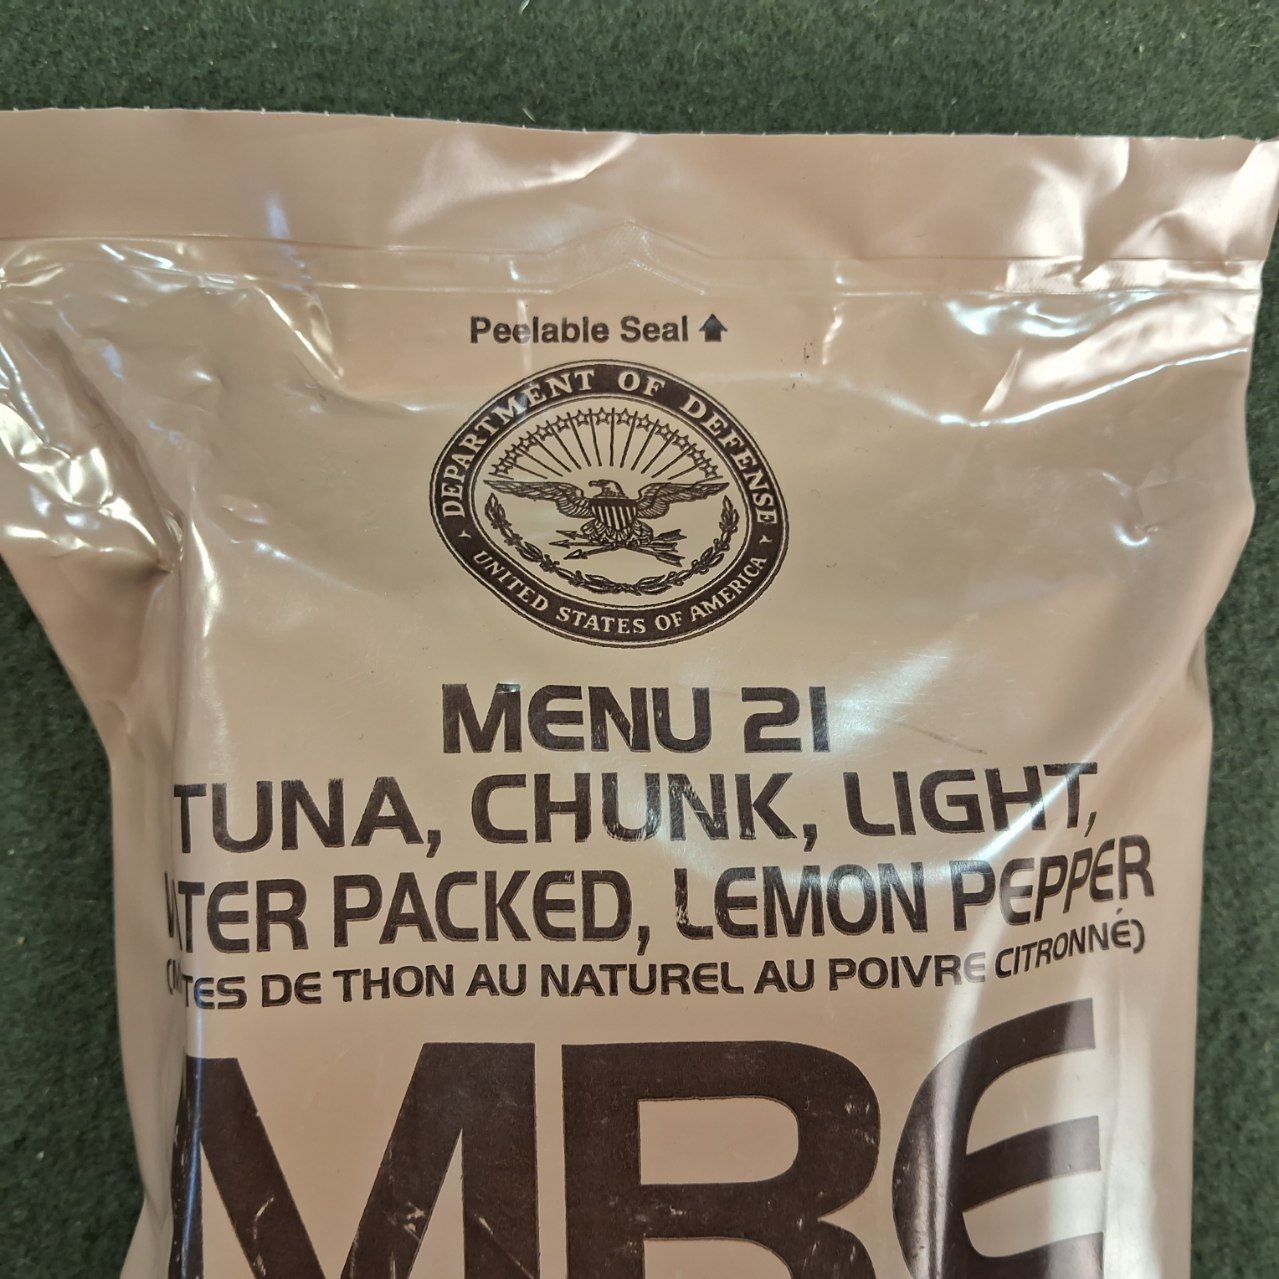 Peelable Seal
DEPARTMENT OF DEFENSE
UNITED STATES OF AMERICA
MENU 21
TUNA, CHUNK, LIGHT,
PACKED, LEMON PEPPER
DE THON AU NATUREL AU POIVRE CITRONNÉ)
MRE